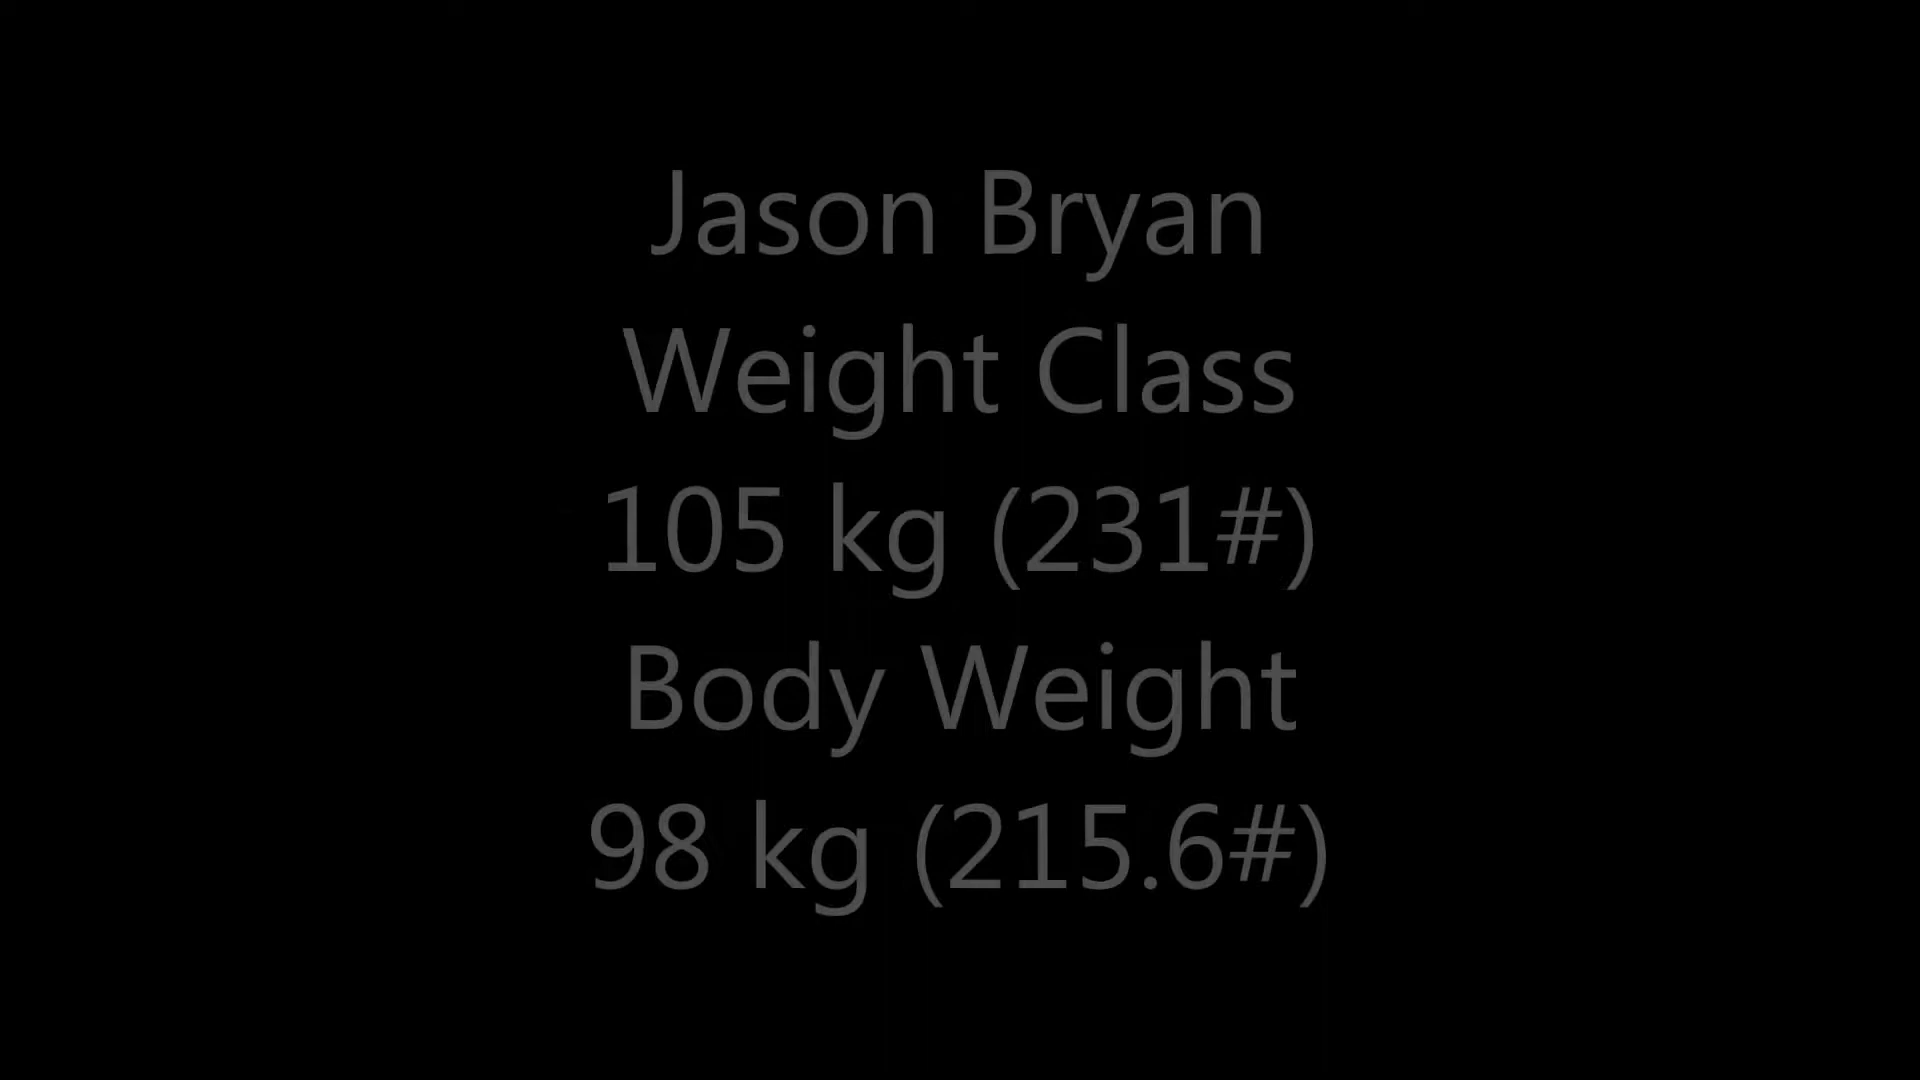 Jason Bryan
Weight Class
105 kg (231#)
Body Weight
98 kg (215.6#)